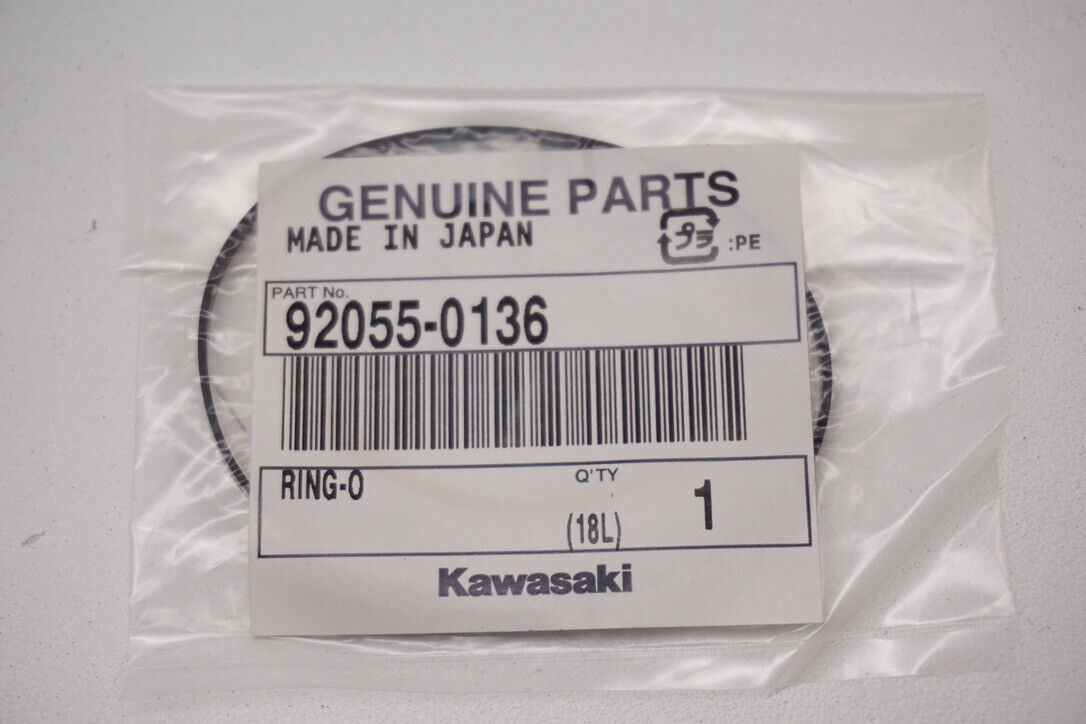 GENUINE PARTS
MADE IN JAPAN
プラ :PE
PART No.
92055-0136
RING-O
Q'TY
(18L) 1
Kawasaki